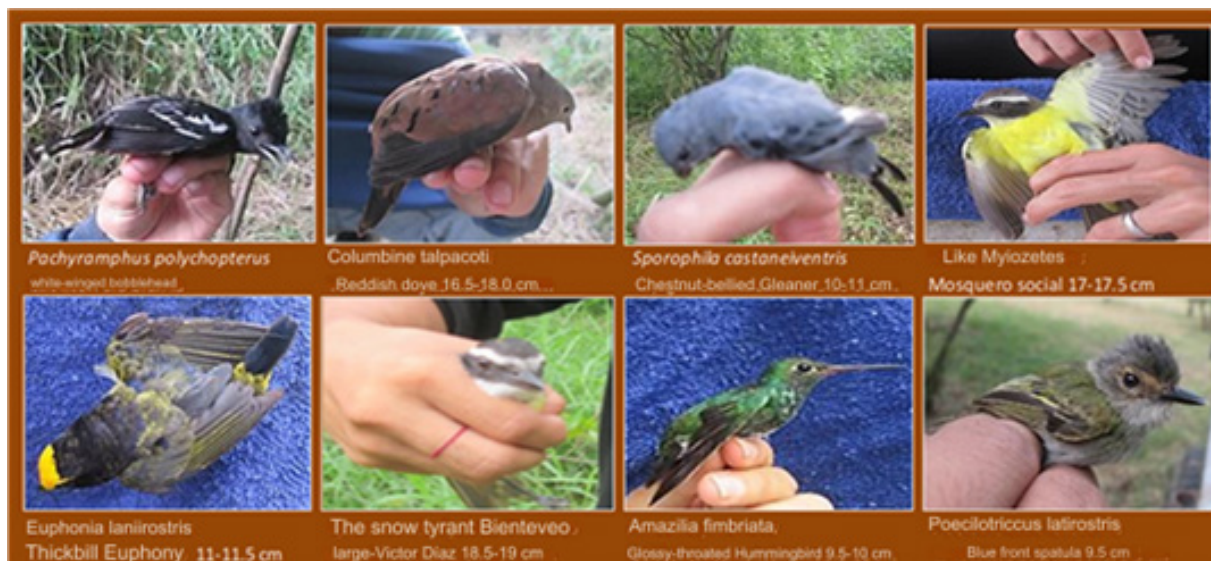 Pachyramphus polychopterus
white-winged bobblehead
Columbine talpacoti
Reddish doye 16.5-18.0 cm
Sporophila castaneiventris
Chestnut-bellied Gleaner 10-11 cm
Like Myiozetes
Mosquero social 17-17.5 cm
Euphonia laniirostris
Thickbill Euphony 11-11.5 cm
The snow tyrant Bienteveo
large-Victor Diaz 18.5-19 cm
Amazilia fimbriata
Glossy-throated Hummingbird 9.5-10 cm
Poecilotriccus latirostris
Blue front spatula 9.5 cm